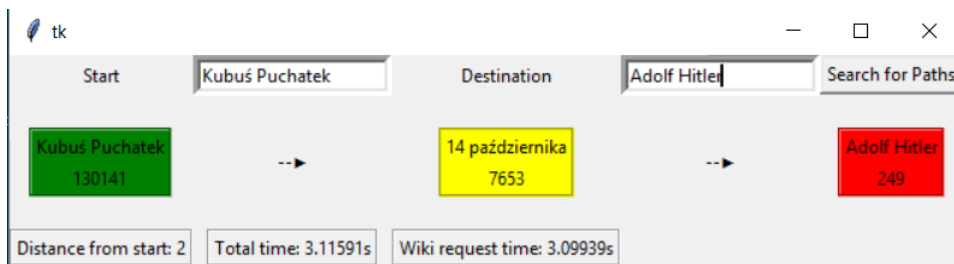 tk
Start Kubuś Puchatek Destination Adolf Hitler Search for Paths
Kubuś Puchatek --► 14 października --► Adolf Hitler
130141 7653 249
Distance from start: 2 Total time: 3.11591s Wiki request time: 3.09939s